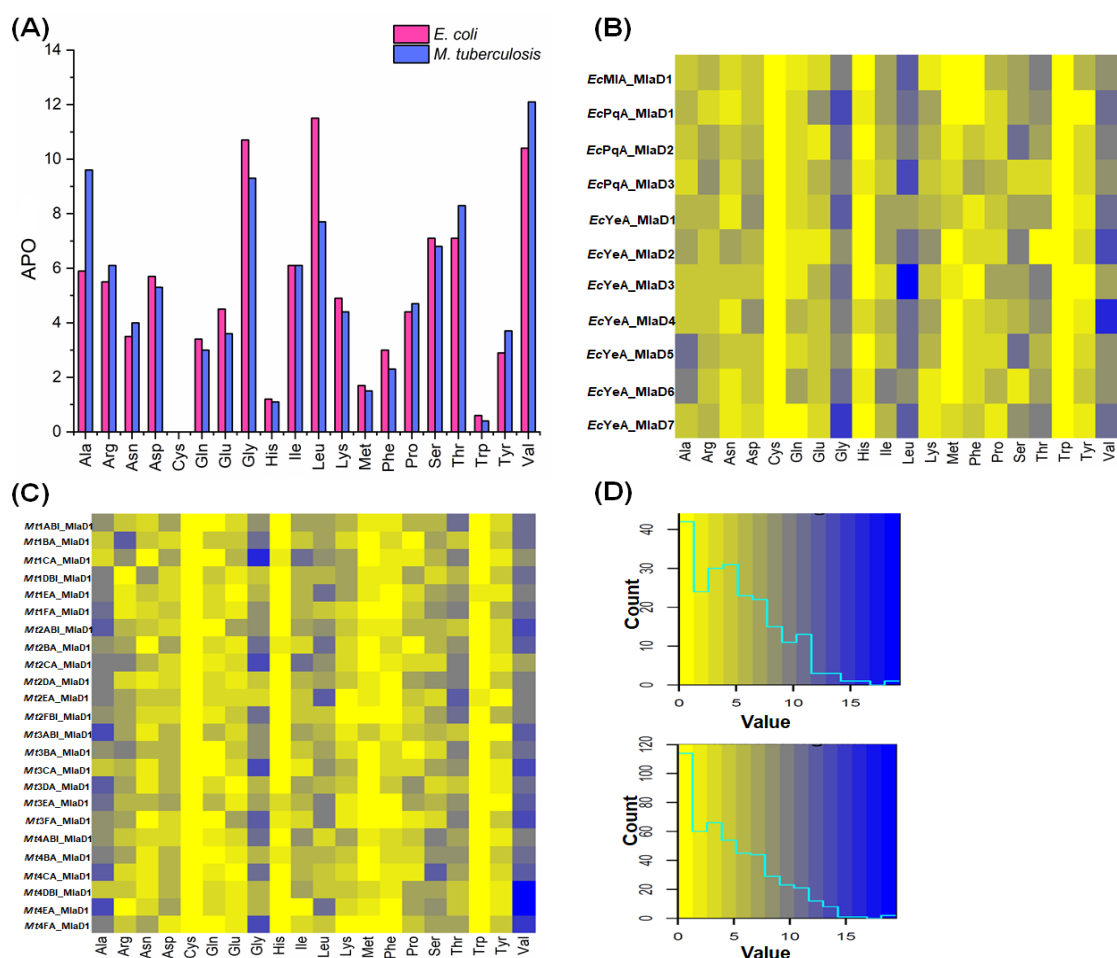 (A)
E. coli
M. tuberculosis
APO
14
12
10
8
6
4
2
0
Ala Arg Asn Asp Cys Gln Glu Gly His Ile Leu Lys Met Phe Pro Ser Thr Trp Tyr Val
(B)
EcMlA_MlaD1
EcPqA_MlaD1
EcPqA_MlaD2
EcPqA_MlaD3
EcYeA_MlaD1
EcYeA_MlaD2
EcYeA_MlaD3
EcYeA_MlaD4
EcYeA_MlaD5
EcYeA_MlaD6
EcYeA_MlaD7
Ala Arg Asn Asp Cys Gln Glu Gly His Ile Leu Lys Met Phe Pro Ser Thr Trp Tyr Val
(C)
Mt1ABI_MlaD1
Mt1BA_MlaD1
Mt1CA_MlaD1
Mt1DBI_MlaD1
Mt1EA_MlaD1
Mt1FA_MlaD1
Mt2ABI_MlaD1
Mt2BA_MlaD1
Mt2CA_MlaD1
Mt2DA_MlaD1
Mt2EA_MlaD1
Mt2FBI_MlaD1
Mt3ABI_MlaD1
Mt3BA_MlaD1
Mt3CA_MlaD1
Mt3DA_MlaD1
Mt3EA_MlaD1
Mt3FA_MlaD1
Mt4ABI_MlaD1
Mt4BA_MlaD1
Mt4CA_MlaD1
Mt4DBI_MlaD1
Mt4EA_MlaD1
Mt4FA_MlaD1
Ala Arg Asn Asp Cys Gln Glu Gly His Ile Leu Lys Met Phe Pro Ser Thr Trp Tyr Val
(D)
Count
40
30
20
10
0
0 5 10 15
Value
Count
120
100
80
60
40
20
0
0 5 10 15
Value